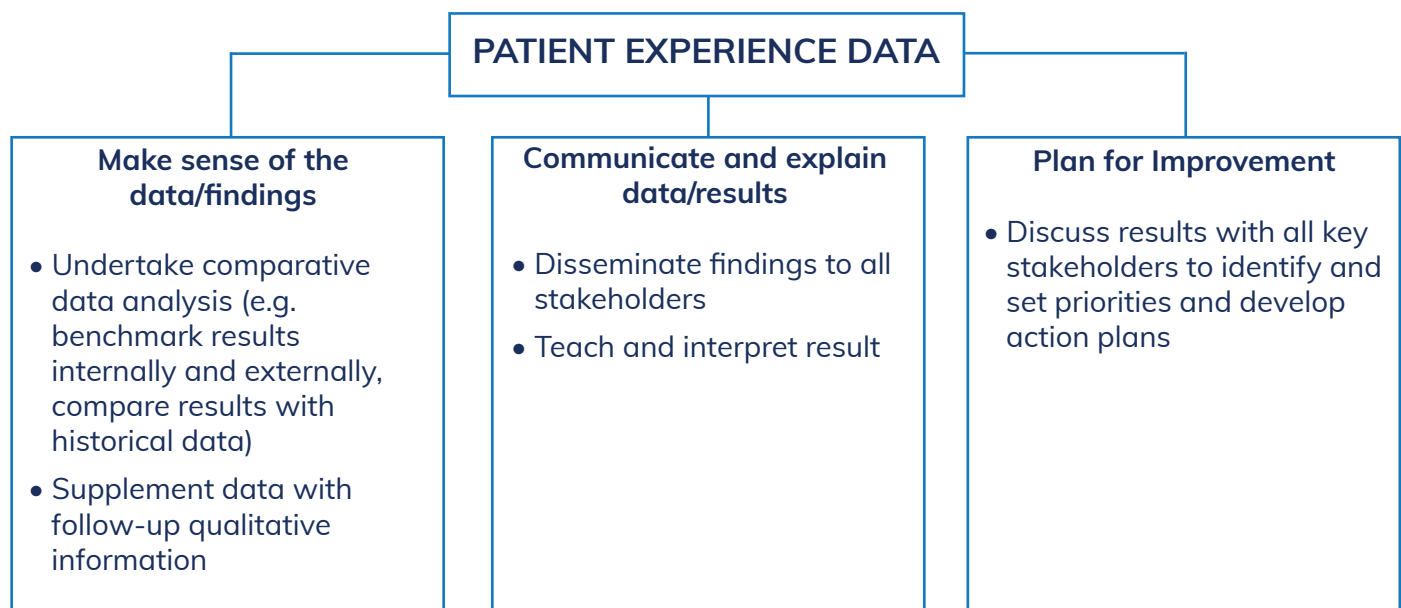 PATIENT EXPERIENCE DATA
Make sense of the
data/findings
• Undertake comparative
data analysis (e.g.
benchmark results
internally and externally,
compare results with
historical data)
• Supplement data with
follow-up qualitative
information
Communicate and explain
data/results
• Disseminate findings to all
stakeholders
• Teach and interpret result
Plan for Improvement
• Discuss results with all key
stakeholders to identify and
set priorities and develop
action plans